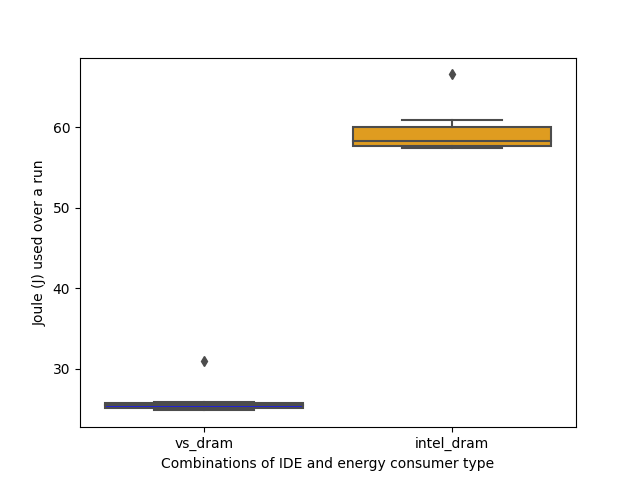 Joule (J) used over a run
60
50
40
30
vs_dram
intel_dram
Combinations of IDE and energy consumer type